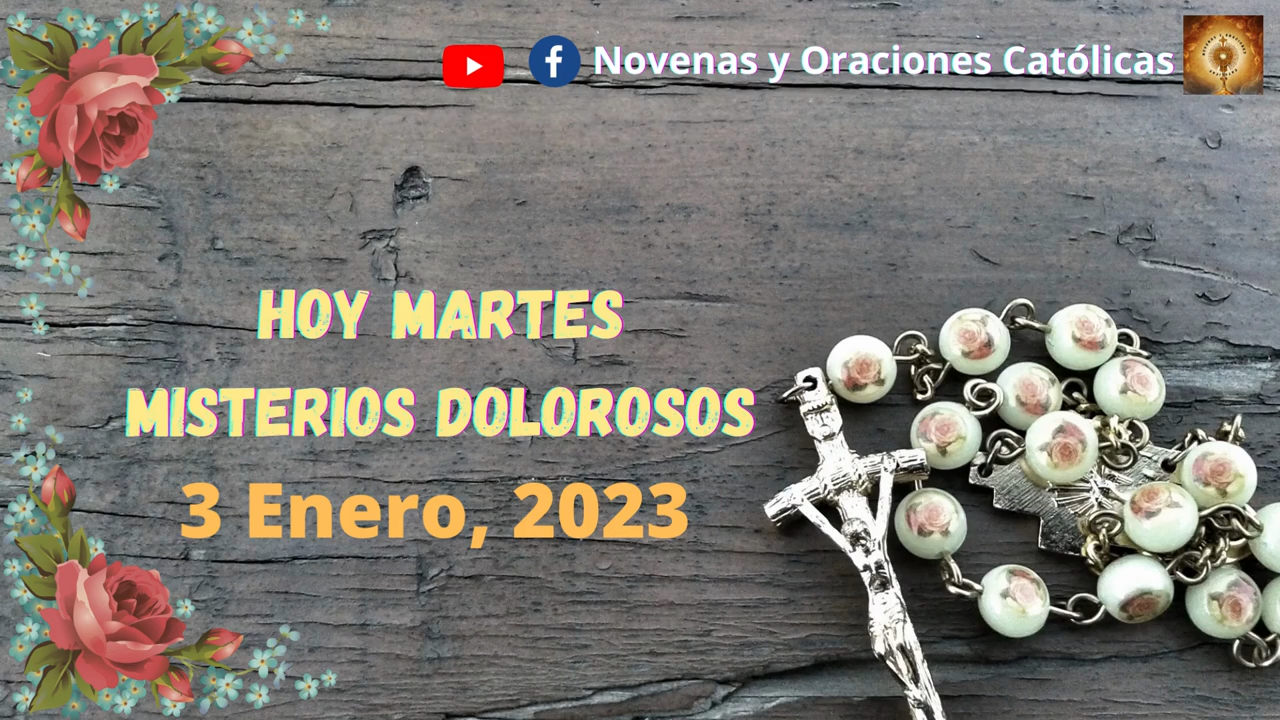 Novenas y Oraciones Católicas
HOY MARTES
MISTERIOS DOLOROSOS
3 Enero, 2023